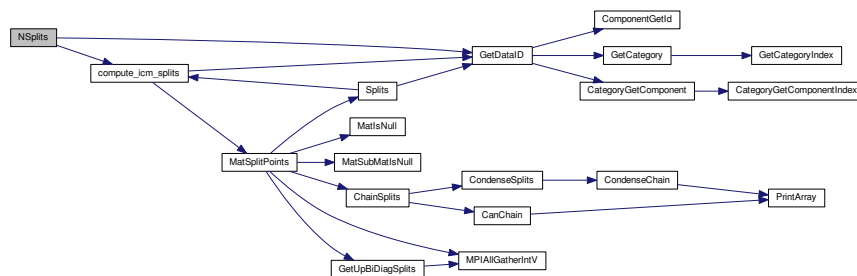 NSplits
compute_icm_splits
MatSplitPoints
Splits
MatIsNull
MatSubMatIsNull
ChainSplits
GetUpBiDiagSplits
GetDataID
CondenseSplits
CanChain
MPIAllGatherIntV
ComponentGetId
GetCategory
CategoryGetComponent
CondenseChain
GetCategoryIndex
CategoryGetComponentIndex
PrintArray